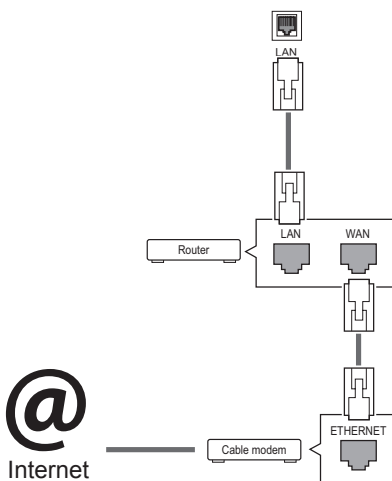 LAN
LAN
WAN
Router
ETHERNET
Cable modem
@
Internet